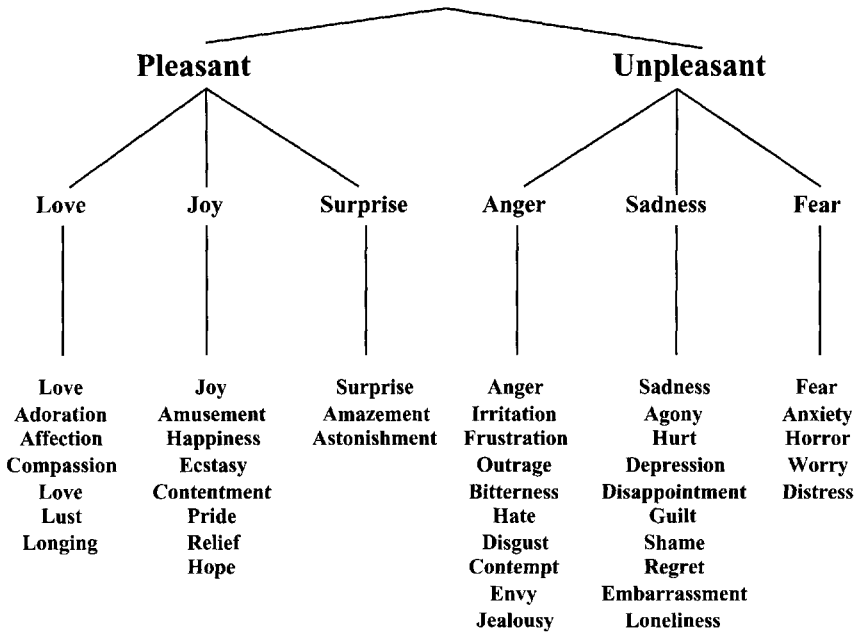 Pleasant Unpleasant
Love Joy Surprise Anger Sadness Fear
Love Joy Surprise Anger Sadness Fear
Adoration Amusement Amazement Irritation Agony Anxiety
Affection Happiness Astonishment Frustration Hurt Horror
Compassion Ecstasy Outrage Depression Worry
Love Contentment Bitterness Disappointment Distress
Lust Pride Hate Guilt
Longing Relief Disgust Shame
Hope Contempt Regret
Envy Embarrassment
Jealousy Loneliness